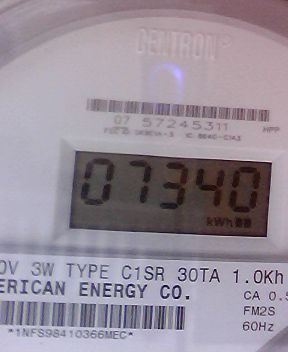 CENTRON®
07 57245311
07340
kWh
0V 3W TYPE C1SR 30TA 1.0Kh
ERICAN ENERGY CO.
CA 0.5
FM2S
60Hz
*1NFS98410366MEC*